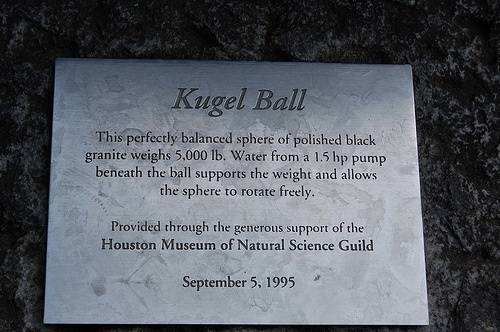 Kugel Ball
This perfectly balanced sphere of polished black
granite weighs 5,000 lb. Water from a 1.5 hp pump
beneath the ball supports the weight and allows
the sphere to rotate freely.
Provided through the generous support of the
Houston Museum of Natural Science Guild
September 5, 1995